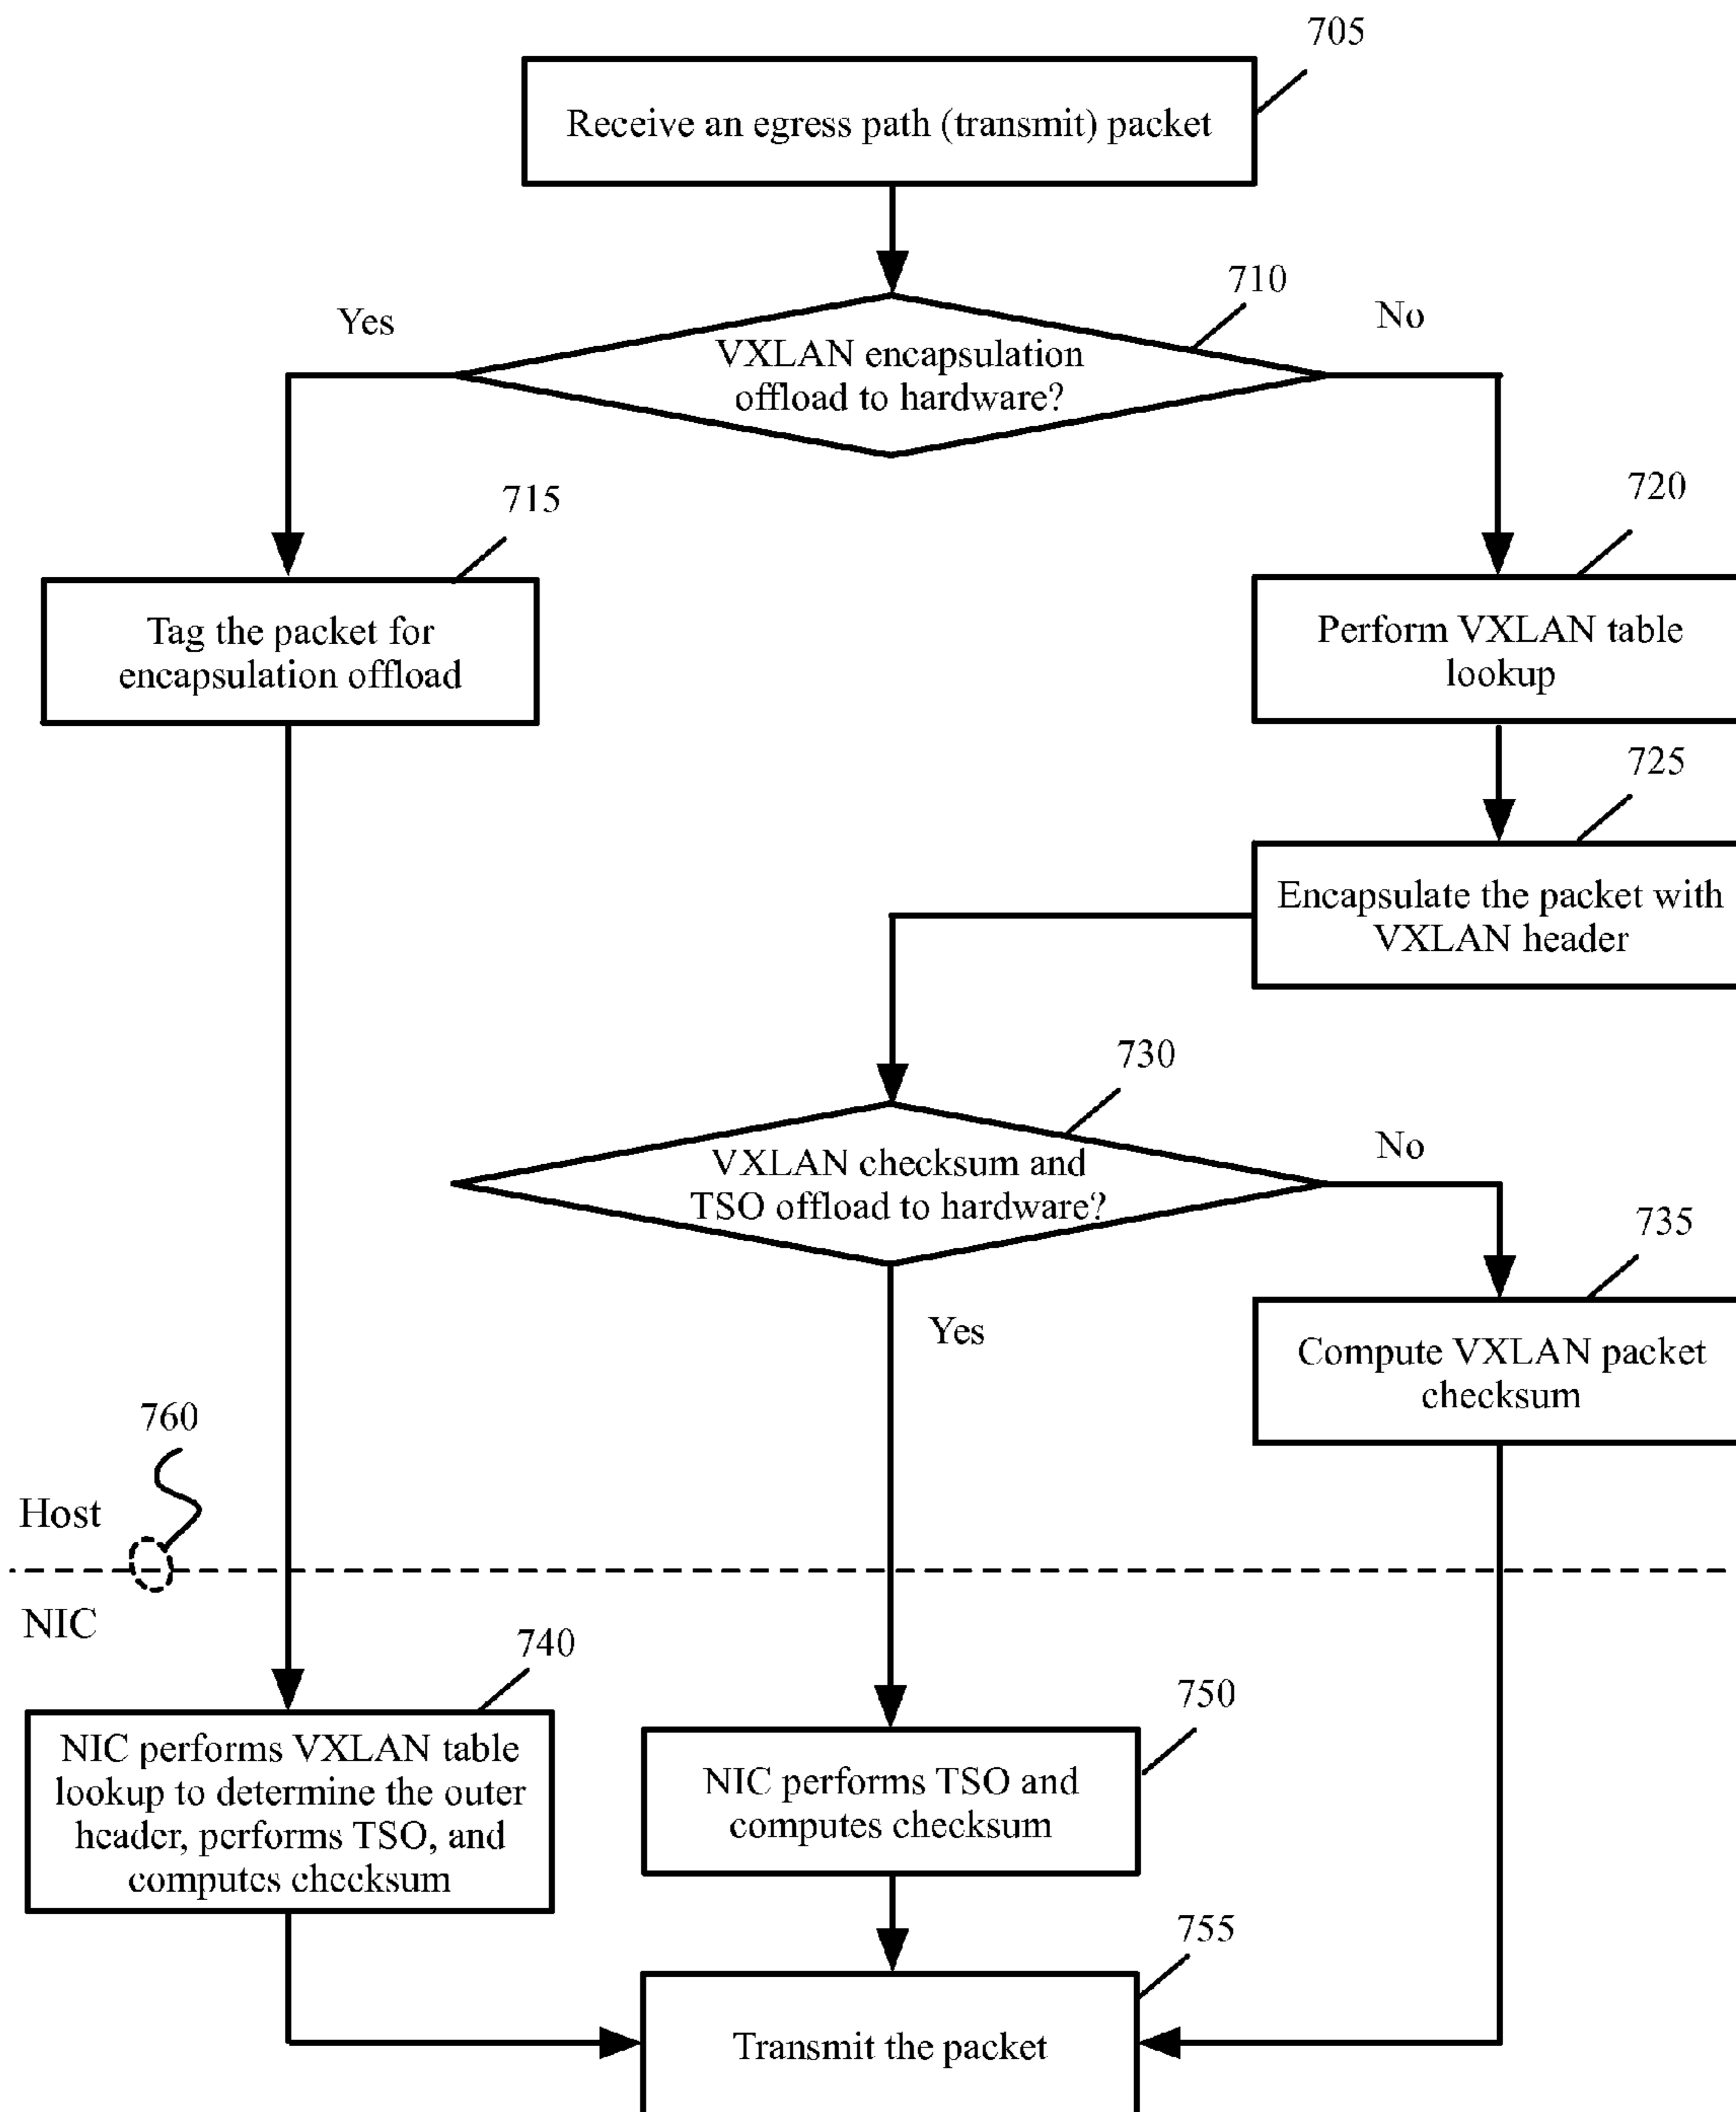 705
Receive an egress path (transmit) packet
710
Yes
No
VXLAN encapsulation
offload to hardware?
715
720
Tag the packet for
encapsulation offload
Perform VXLAN table
lookup
725
Encapsulate the packet with
VXLAN header
730
No
VXLAN checksum and
TSO offload to hardware?
735
Yes
Compute VXLAN packet
checksum
760
Host
NIC
740
750
NIC performs VXLAN table
lookup to determine the outer
header, performs TSO, and
computes checksum
NIC performs TSO and
computes checksum
755
Transmit the packet